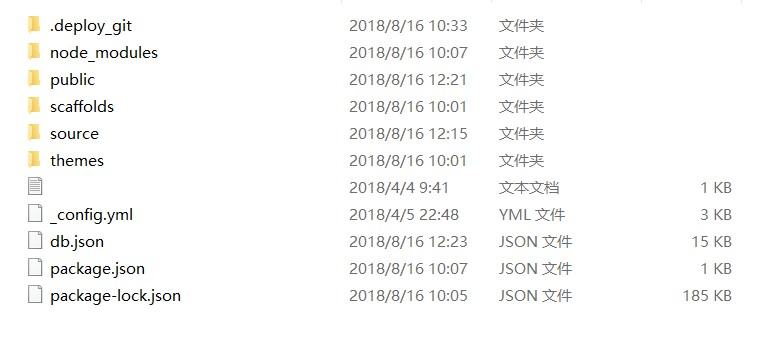 .deploy_git 2018/8/16 10:33 文件夹
node_modules 2018/8/16 10:07 文件夹
public 2018/8/16 12:21 文件夹
scaffolds 2018/8/16 10:01 文件夹
source 2018/8/16 12:15 文件夹
themes 2018/8/16 10:01 文件夹
2018/4/4 9:41 文本文档 1 KB
_config.yml 2018/4/5 22:48 YML 文件 3 KB
db.json 2018/8/16 12:23 JSON 文件 15 KB
package.json 2018/8/16 10:07 JSON 文件 1 KB
package-lock.json 2018/8/16 10:05 JSON 文件 185 KB